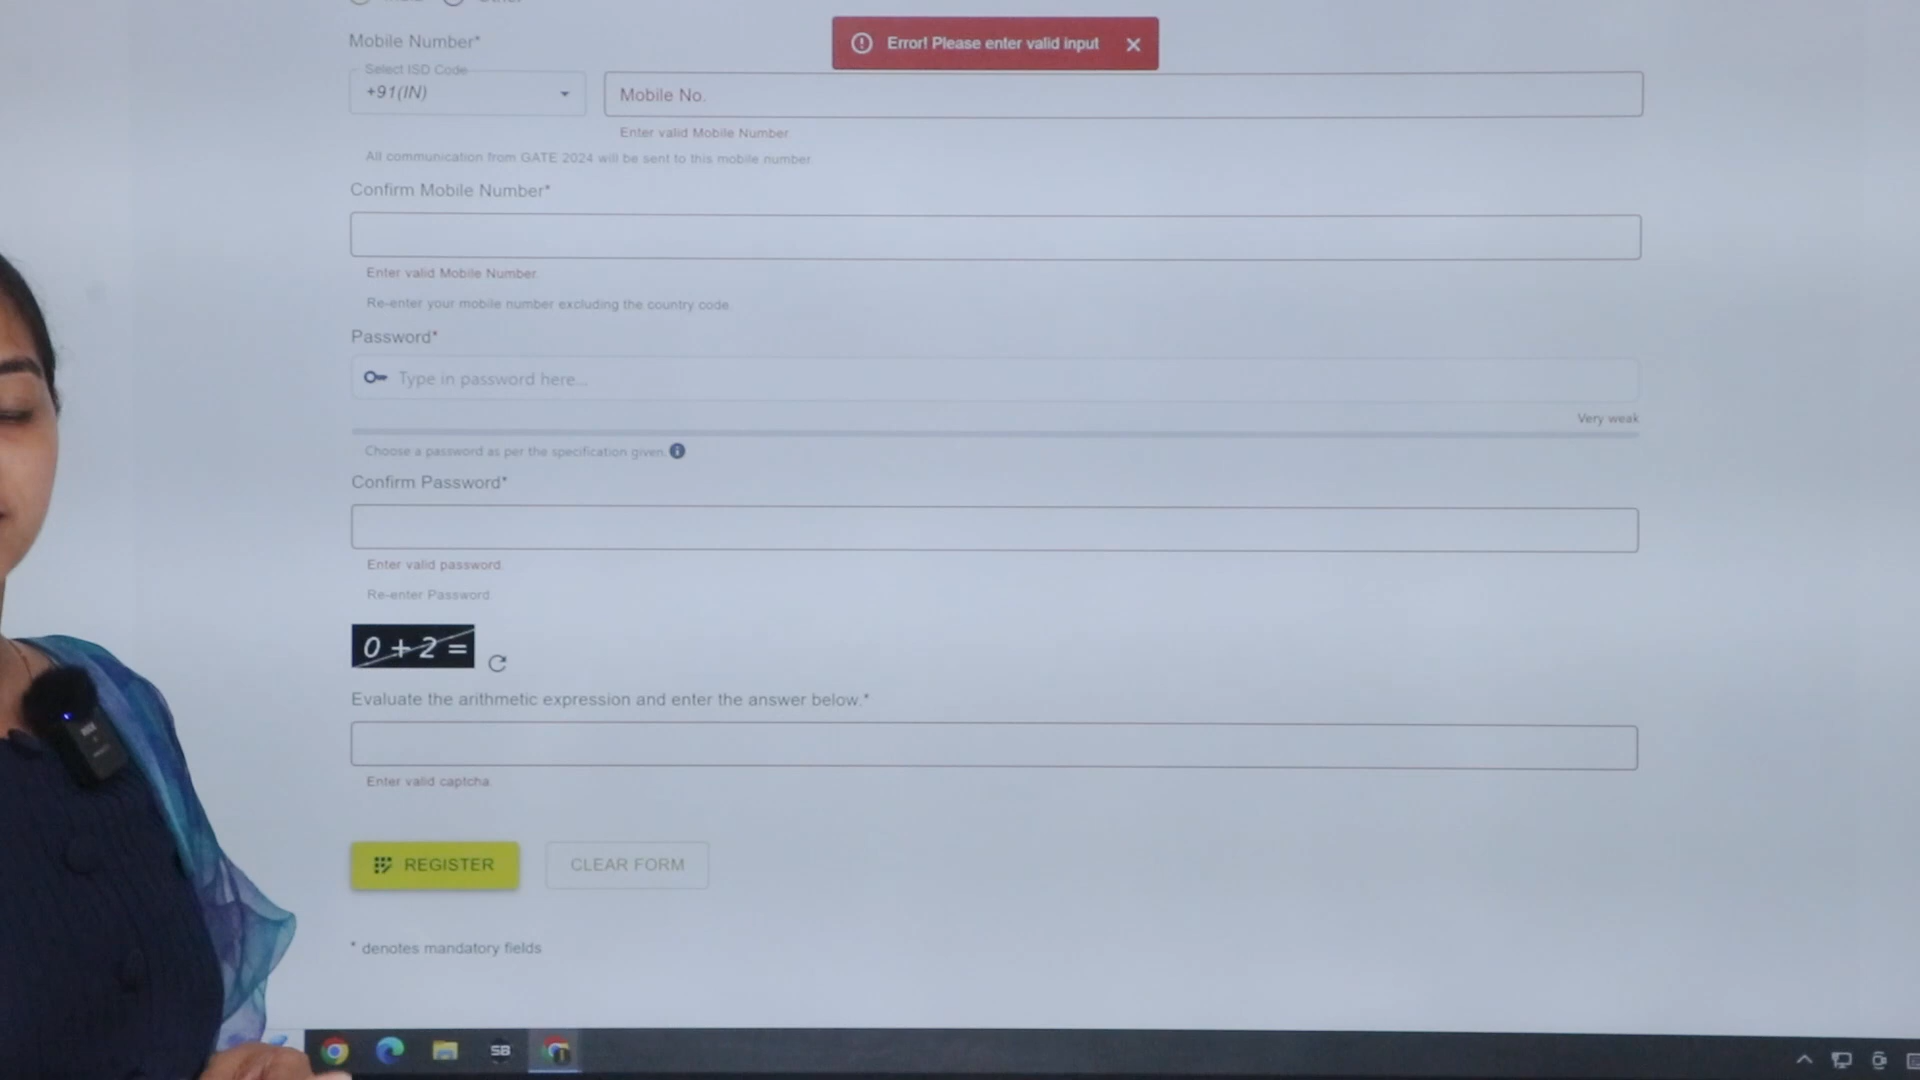 Error! Please enter valid input
Mobile Number*
Select ISD Code
+91(IN)
Mobile No.
Enter valid Mobile Number.
All communication from GATE 2024 will be sent to this mobile number
Confirm Mobile Number*
Enter valid Mobile Number.
Re-enter your mobile number excluding the country code.
Password*
Type in password here...
Very weak
Choose a password as per the specification given.
Confirm Password*
Enter valid password.
Re-enter Password.
0 + 2 =
Evaluate the arithmetic expression and enter the answer below.*
Enter valid captcha.
REGISTER
CLEAR FORM
* denotes mandatory fields
SB